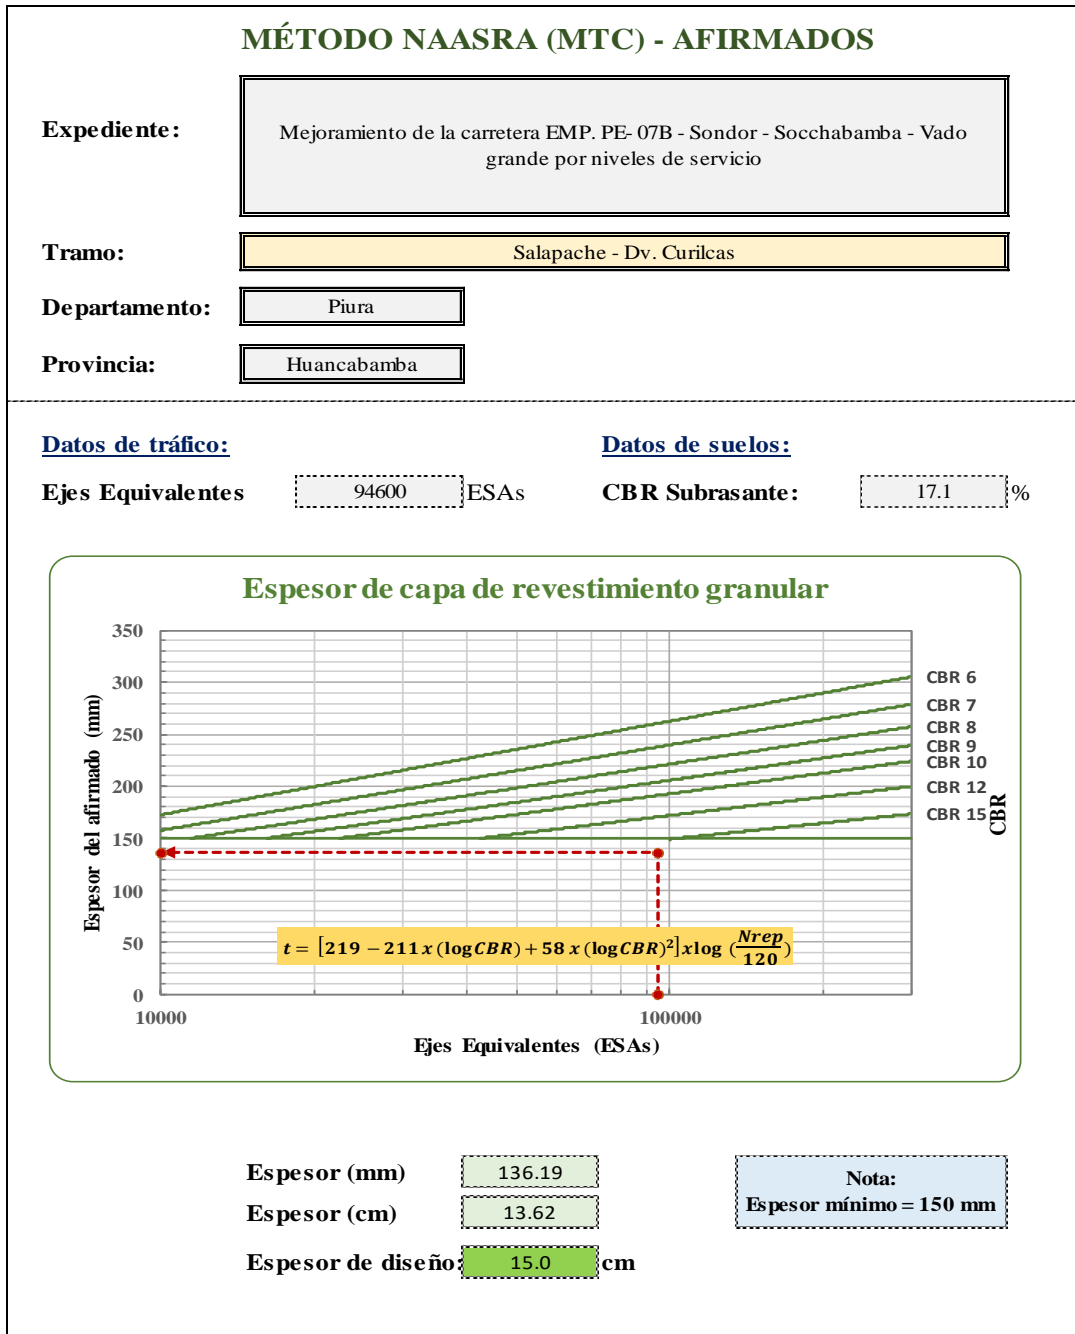 MÉTODO NAASRA (MTC) - AFIRMADOS
Expediente:
Mejoramiento de la carretera EMP. PE- 07B - Sondor - Socchabamba - Vado
grande por niveles de servicio
Tramo:
Salapache - Dv. Curilcas
Departamento:
Piura
Provincia:
Huancabamba
Datos de tráfico:
Datos de suelos:
Ejes Equivalentes
94600
ESAs
CBR Subrasante:
17.1
%
Espesor de capa de revestimiento granular
350
300
250
200
150
100
50
0
Espesor del afirmado (mm)
CBR 6
CBR 7
CBR 8
CBR 9
CBR 10
CBR 12
CBR 15
CBR
t = [219 − 211 x (logCBR) + 58 x (logCBR)²]xlog (Nrep/120)
10000
100000
Ejes Equivalentes (ESAs)
Espesor (mm)
136.19
Espesor (cm)
13.62
Espesor de diseño:
15.0
cm
Nota:
Espesor mínimo = 150 mm